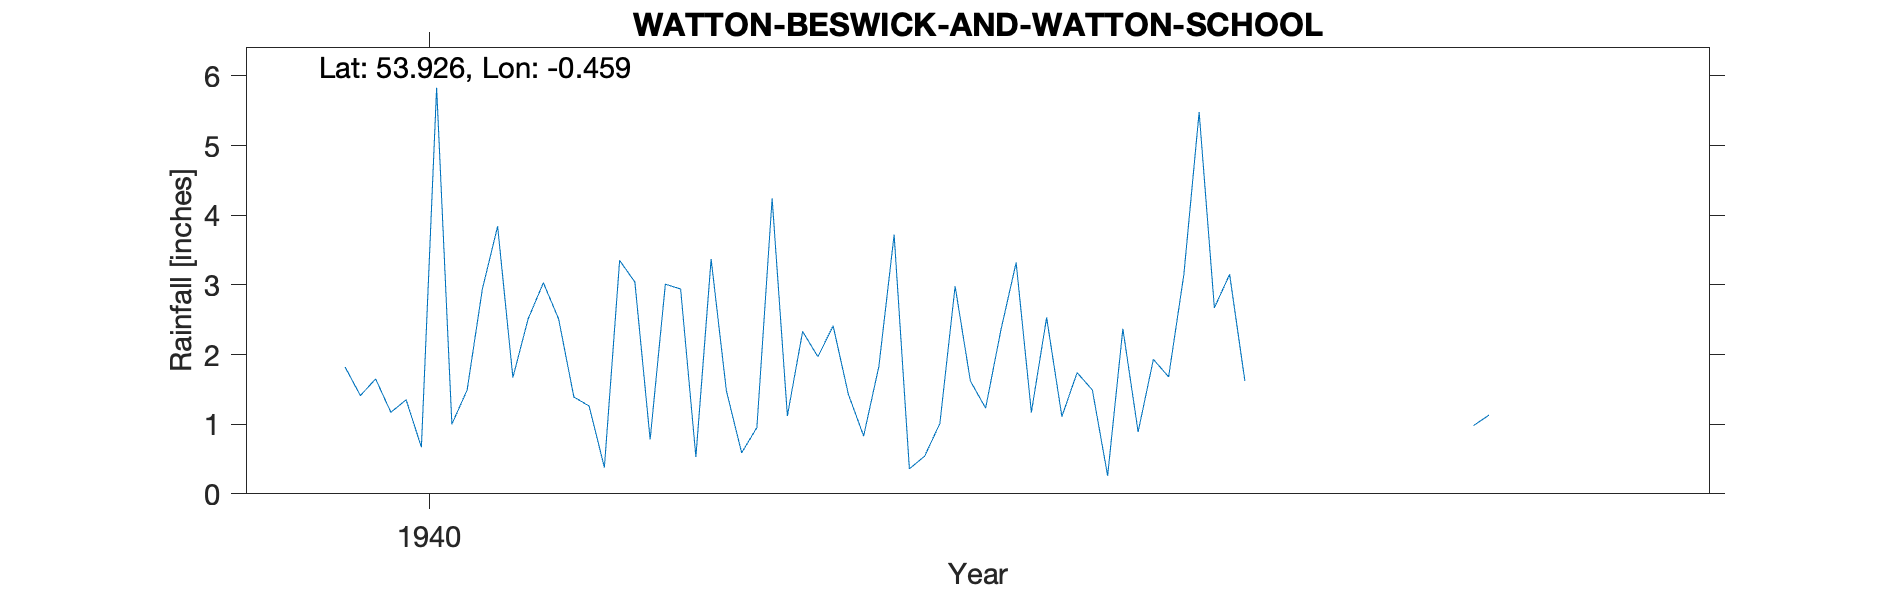 WATTON-BESWICK-AND-WATTON-SCHOOL
Lat: 53.926, Lon: -0.459
6
5
4
3
2
1
0
Rainfall [inches]
1940
Year